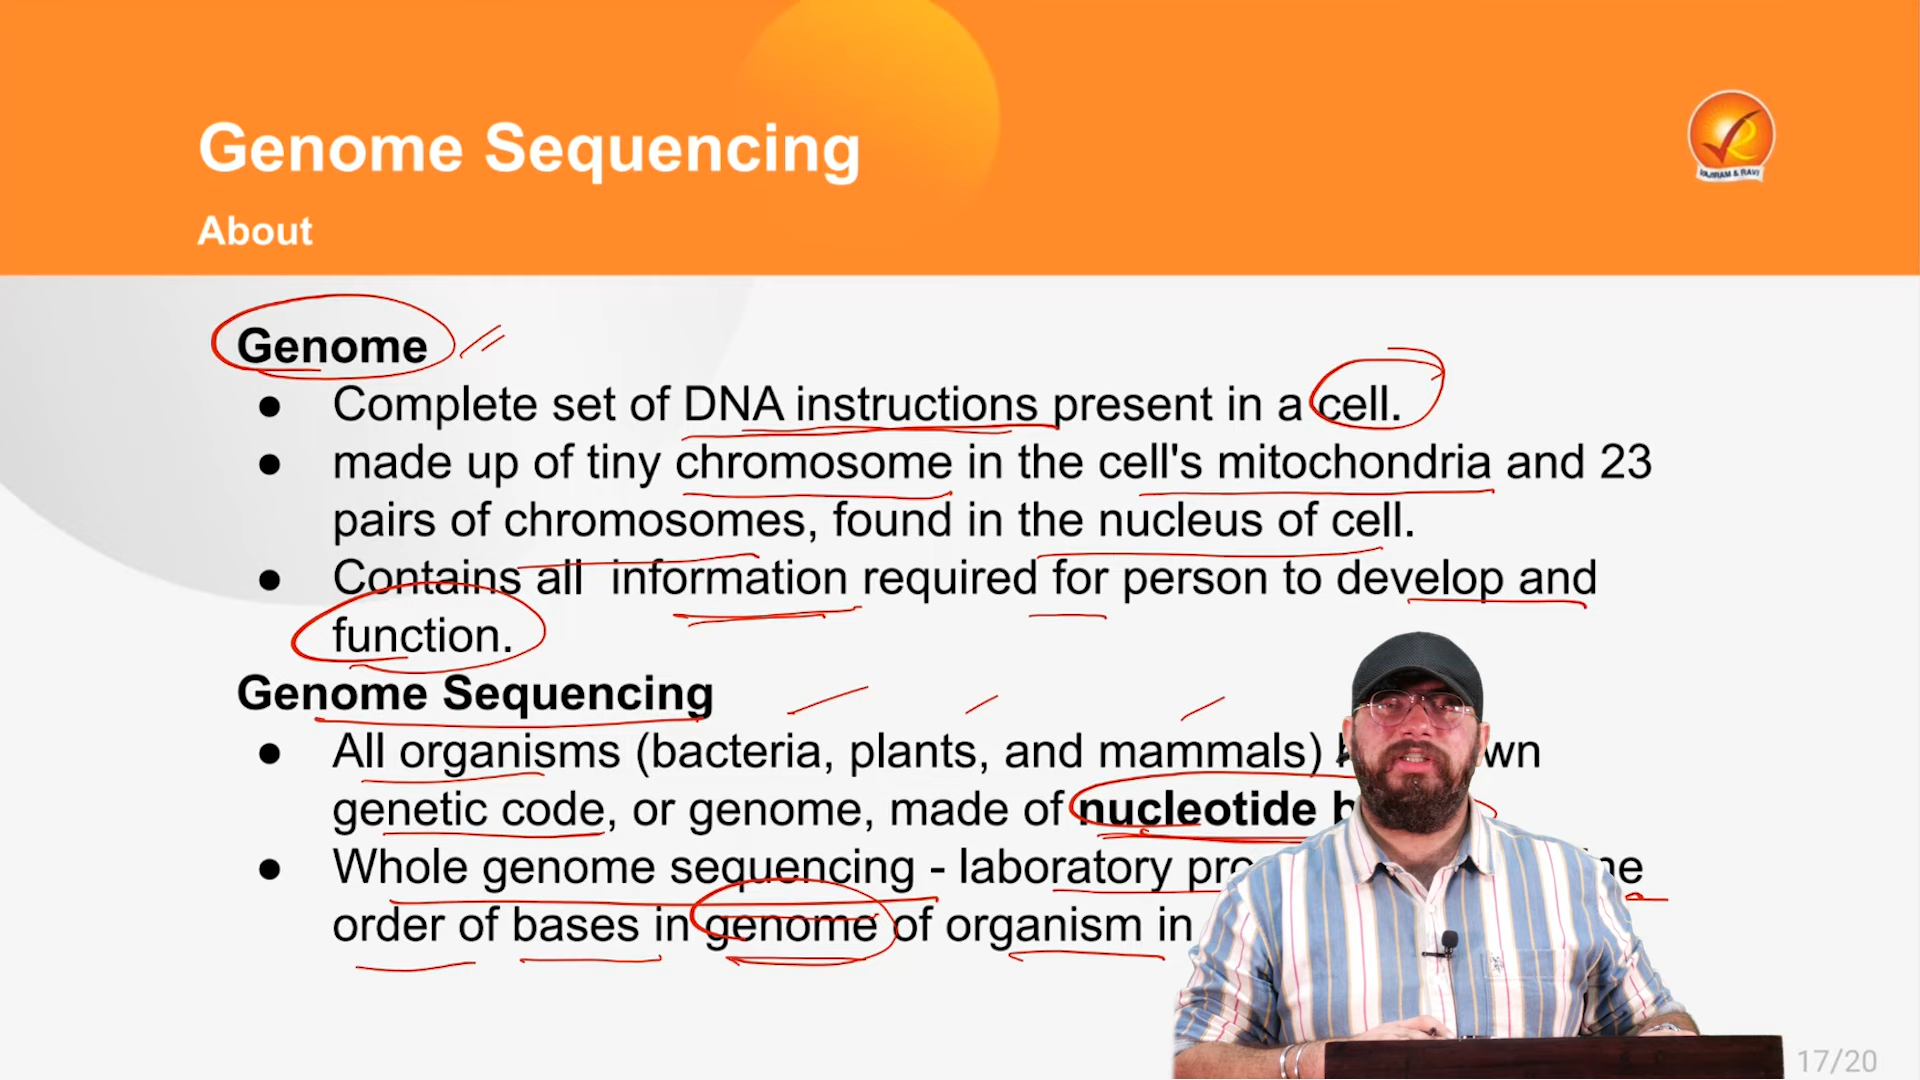 Genome Sequencing
VAJIRAM & RAVI
About
Genome
● Complete set of DNA instructions present in a cell.
● made up of tiny chromosome in the cell's mitochondria and 23
pairs of chromosomes, found in the nucleus of cell.
● Contains all information required for person to develop and
function.
Genome Sequencing
● All organisms (bacteria, plants, and mammals)
genetic code, or genome, made of nucleotide
● Whole genome sequencing - laboratory
order of bases in genome of organism in
17/20